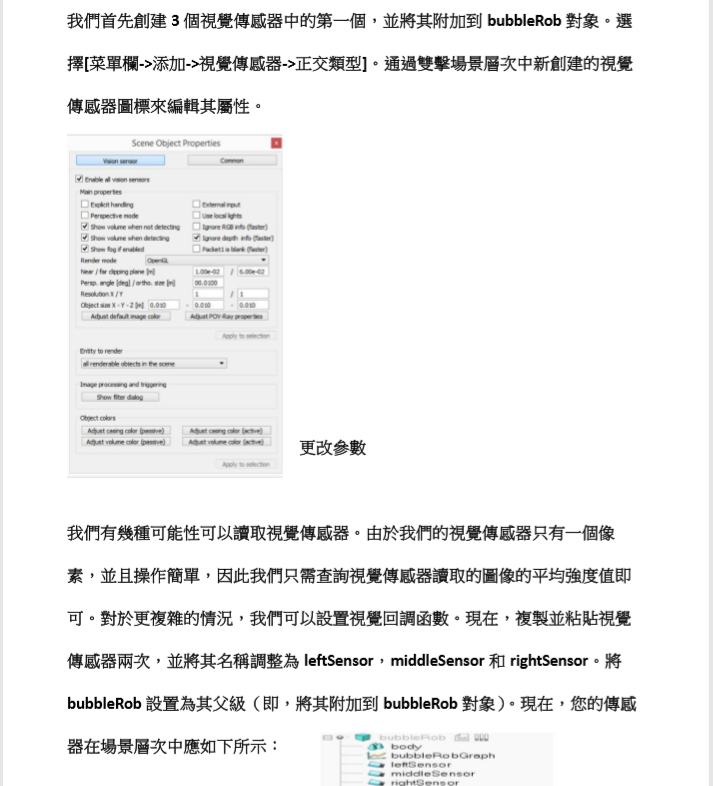 我們首先創建 3 個視覺傳感器中的第一個，並將其附加到 bubbleRob 對象。選
擇[菜單欄->添加->視覺傳感器->正交類型]。通過雙擊場景層次中新創建的視覺
傳感器圖標來編輯其屬性。
Scene Object Properties
Vision sensor Common
Enable all vision sensors
Main properties
Explicit handling External input
Perspective mode Use local lights
Show volume when not detecting Ignore RGB info (faster)
Show volume when detecting Ignore depth info (faster)
Show fog if enabled Packet1 is blank (faster)
Render mode OpenGL
Near / far clipping plane [m] 1.00e-02 / 6.00e-02
Persp. angle [deg] / ortho. size [m] 00.0100
Resolution X / Y 1 / 1
Object size X - Y - Z [m] 0.010 - 0.010 - 0.010
Adjust default image color Adjust POV-Ray properties
Apply to selection
Entity to render
all renderable objects in the scene
Image processing and triggering
Show filter dialog
Object colors
Adjust casing color (passive) Adjust casing color (active)
Adjust volume color (passive) Adjust volume color (active)
Apply to selection
更改參數
我們有幾種可能性可以讀取視覺傳感器。由於我們的視覺傳感器只有一個像
素，並且操作簡單，因此我們只需查詢視覺傳感器讀取的圖像的平均強度值即
可。對於更複雜的情況，我們可以設置視覺回調函數。現在，複製並粘貼視覺
傳感器兩次，並將其名稱調整為 leftSensor，middleSensor 和 rightSensor。將
bubbleRob 設置為其父級（即，將其附加到 bubbleRob 對象）。現在，您的傳感
器在場景層次中應如下所示：
bubbleRob
body
bubbleRobGraph
leftSensor
middleSensor
rightSensor